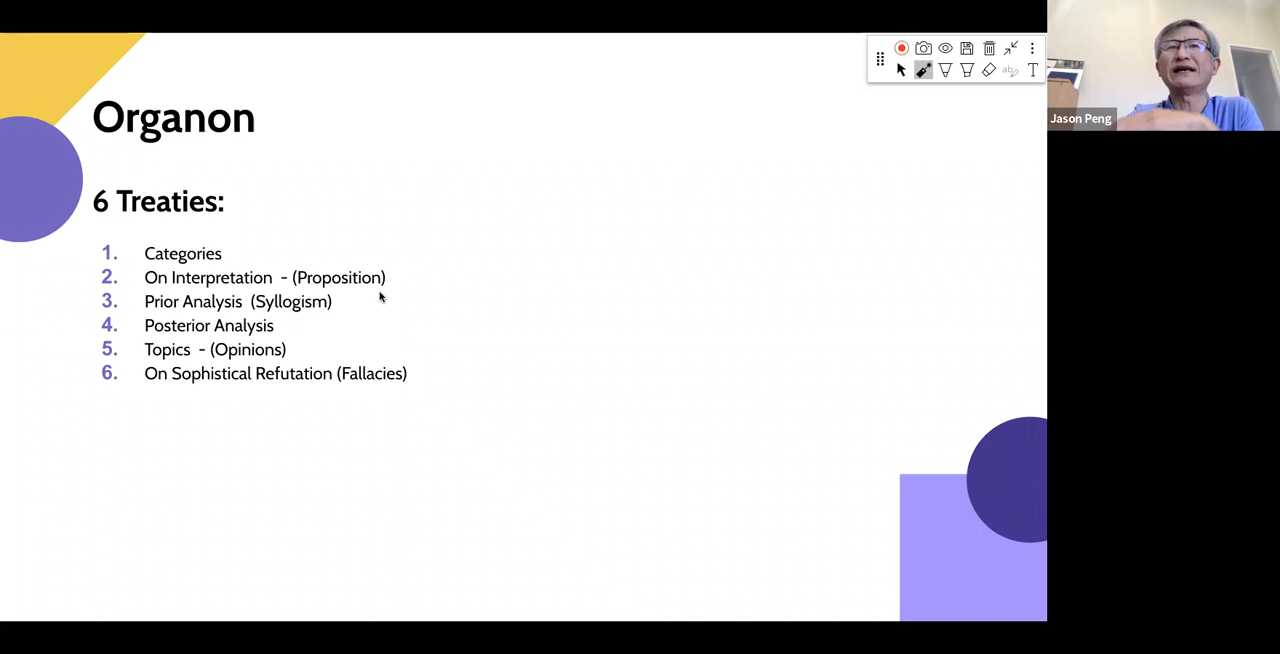 Organon
6 Treaties:
1. Categories
2. On Interpretation - (Proposition)
3. Prior Analysis (Syllogism)
4. Posterior Analysis
5. Topics - (Opinions)
6. On Sophistical Refutation (Fallacies)
ab
T
Jason Peng